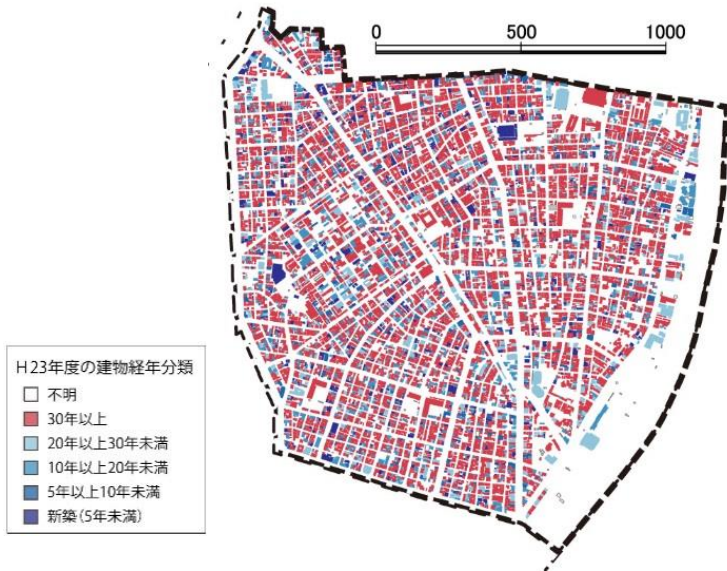 0 500 1000
H23年度の建物経年分類
不明
30年以上
20年以上30年未満
10年以上20年未満
5年以上10年未満
新築(5年未満)